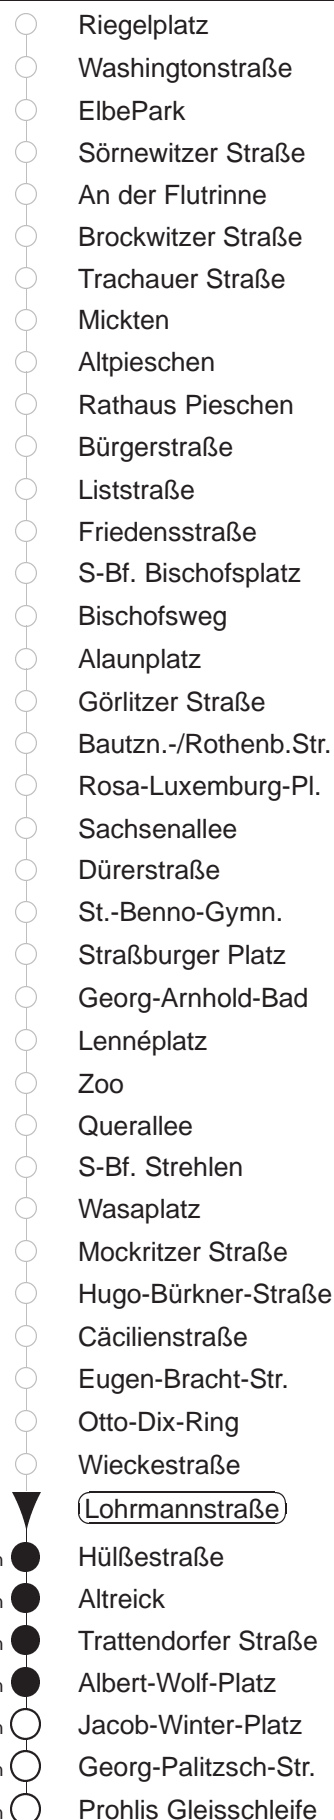 Riegelplatz
Washingtonstraße
ElbePark
Sörnewitzer Straße
An der Flutrinne
Brockwitzer Straße
Trachauer Straße
Mickten
Altpieschen
Rathaus Pieschen
Bürgerstraße
Liststraße
Friedensstraße
S-Bf. Bischofsplatz
Bischofsweg
Alaunplatz
Görlitzer Straße
Bautzn.-/Rothenb.Str.
Rosa-Luxemburg-Pl.
Sachsenallee
Dürerstraße
St.-Benno-Gymn.
Straßburger Platz
Georg-Arnhold-Bad
Lennéplatz
Zoo
Querallee
S-Bf. Strehlen
Wasaplatz
Mockritzer Straße
Hugo-Bürkner-Straße
Cäcilienstraße
Eugen-Bracht-Str.
Otto-Dix-Ring
Wieckestraße
Lohrmannstraße
Hülßestraße
Altreick
Trattendorfer Straße
Albert-Wolf-Platz
Jacob-Winter-Platz
Georg-Palitzsch-Str.
Prohlis Gleisschleife